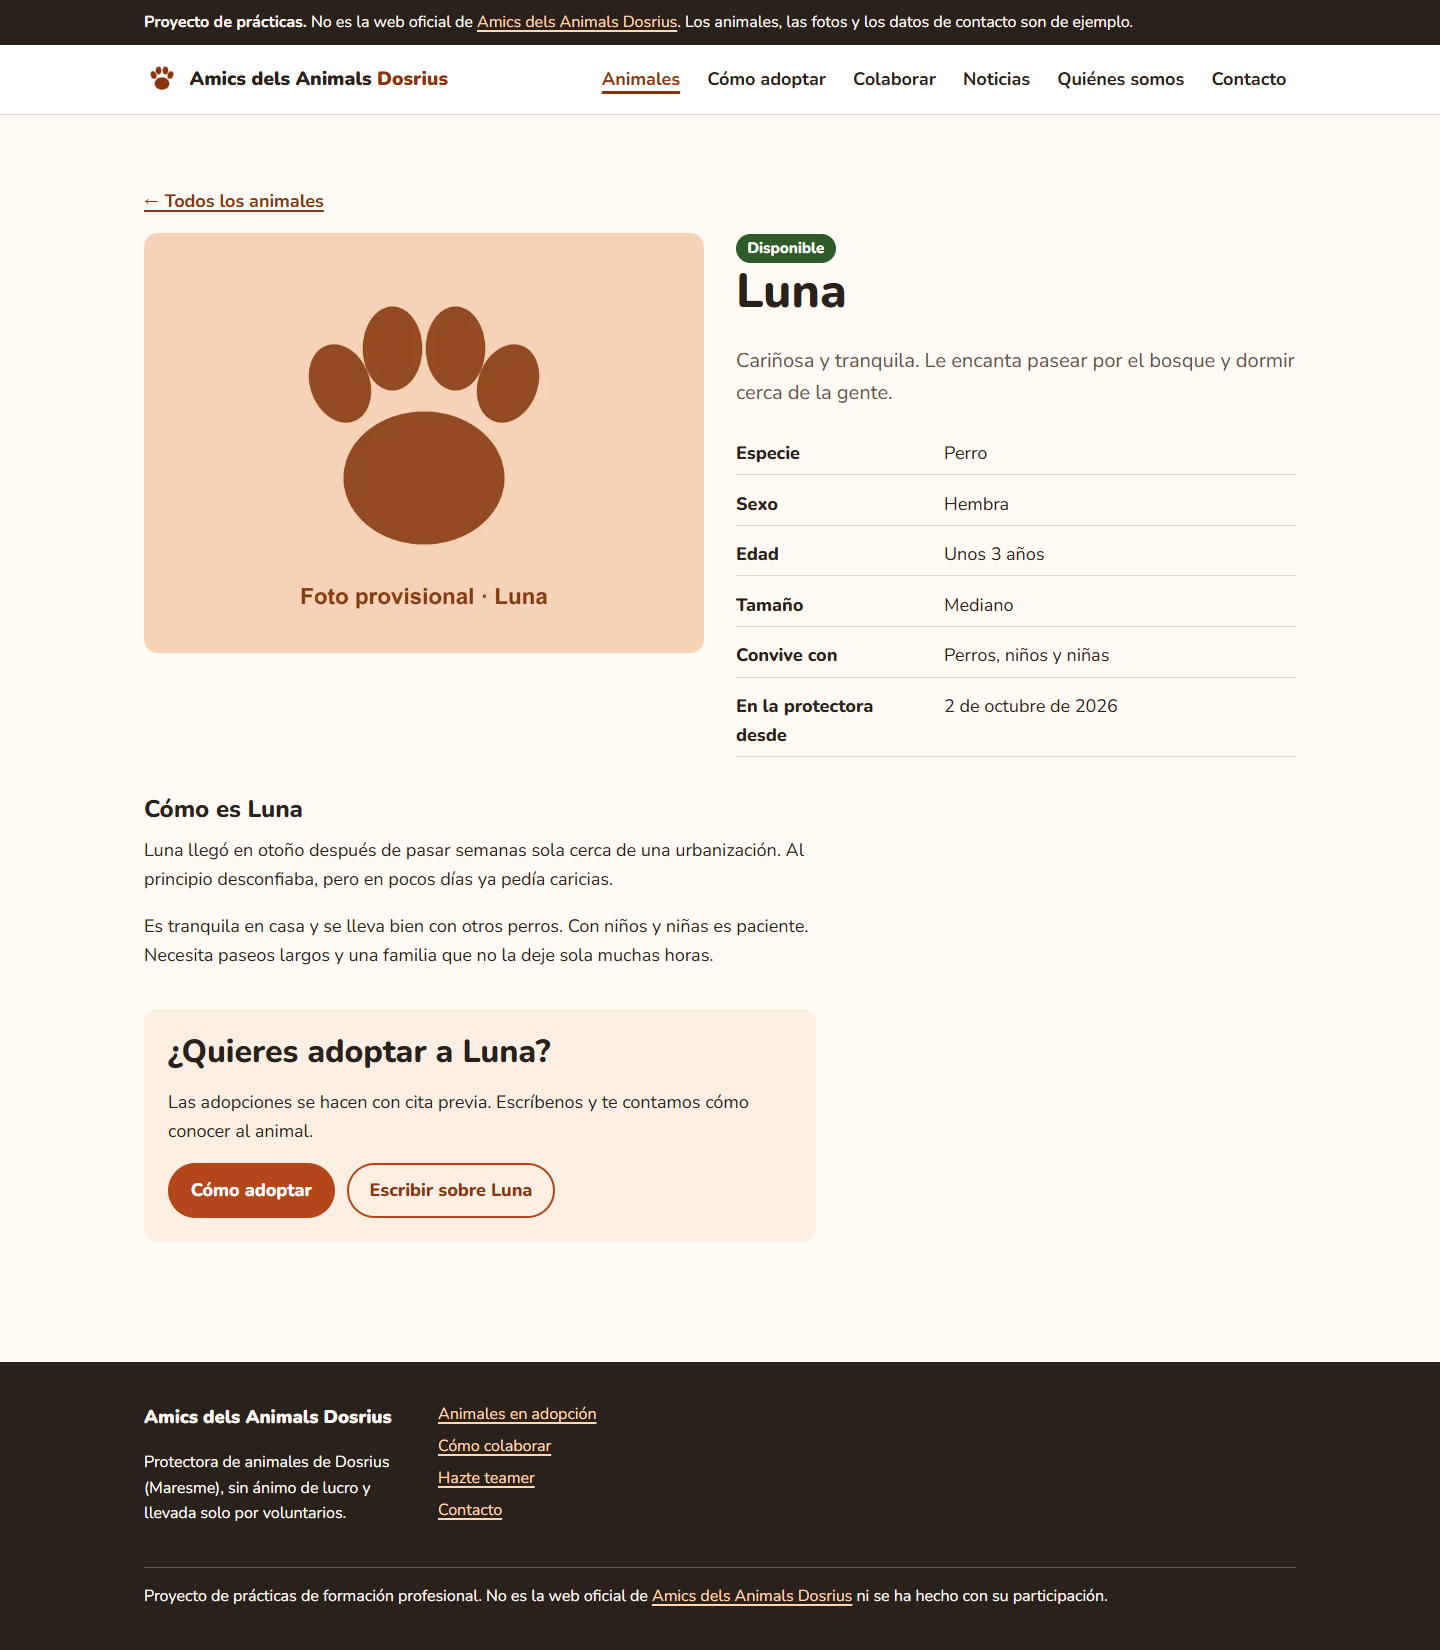 Proyecto de prácticas. No es la web oficial de Amics dels Animals Dosrius. Los animales, las fotos y los datos de contacto son de ejemplo.
Amics dels Animals Dosrius
Animales Cómo adoptar Colaborar Noticias Quiénes somos Contacto
← Todos los animales
Foto provisional · Luna
Disponible
Luna
Cariñosa y tranquila. Le encanta pasear por el bosque y dormir
cerca de la gente.
Especie Perro
Sexo Hembra
Edad Unos 3 años
Tamaño Mediano
Convive con Perros, niños y niñas
En la protectora 2 de octubre de 2026
desde
Cómo es Luna
Luna llegó en otoño después de pasar semanas sola cerca de una urbanización. Al
principio desconfiaba, pero en pocos días ya pedía caricias.
Es tranquila en casa y se lleva bien con otros perros. Con niños y niñas es paciente.
Necesita paseos largos y una familia que no la deje sola muchas horas.
¿Quieres adoptar a Luna?
Las adopciones se hacen con cita previa. Escríbenos y te contamos cómo
conocer al animal.
Cómo adoptar Escribir sobre Luna
Amics dels Animals Dosrius
Protectora de animales de Dosrius
(Maresme), sin ánimo de lucro y
llevada solo por voluntarios.
Animales en adopción
Cómo colaborar
Hazte teamer
Contacto
Proyecto de prácticas de formación profesional. No es la web oficial de Amics dels Animals Dosrius ni se ha hecho con su participación.